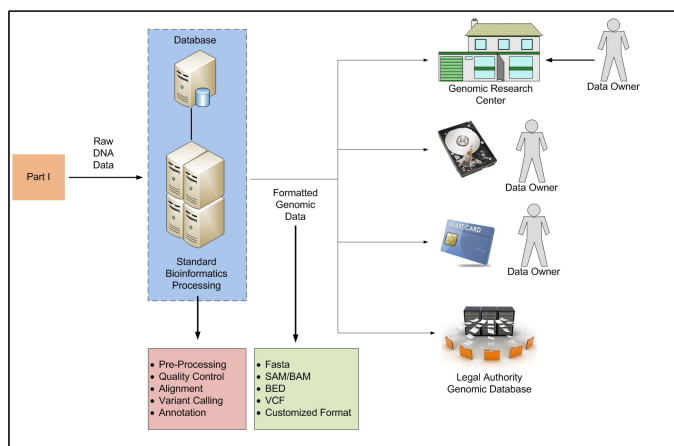 Database
Part I
Raw
DNA
Data
Standard
Bioinformatics
Processing
Formatted
Genomic
Data
• Pre-Processing
• Quality Control
• Alignment
• Variant Calling
• Annotation
• Fasta
• SAM/BAM
• BED
• VCF
• Customized Format
Genomic Research
Center
Data Owner
Data Owner
SMARTCARD
Data Owner
Legal Authority
Genomic Database